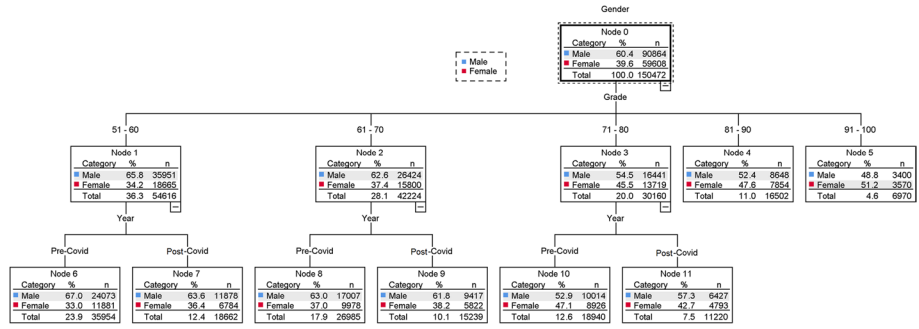 Gender
Node 0
Category % n
Male 60.4 90864
Female 39.6 59608
Total 100.0 150472
Male
Female
Grade
51 - 60 61 - 70 71 - 80 81 - 90 91 - 100
Node 1
Category % n
Male 65.8 35951
Female 34.2 18665
Total 36.3 54616
Node 2
Category % n
Male 62.6 26424
Female 37.4 15800
Total 28.1 42224
Node 3
Category % n
Male 54.5 16441
Female 45.5 13719
Total 20.0 30160
Node 4
Category % n
Male 52.4 8648
Female 47.6 7854
Total 11.0 16502
Node 5
Category % n
Male 48.8 3400
Female 51.2 3570
Total 4.6 6970
Year Year Year
Pre-Covid Post-Covid Pre-Covid Post-Covid Pre-Covid Post-Covid
Node 6
Category % n
Male 67.0 24073
Female 33.0 11881
Total 23.9 35954
Node 7
Category % n
Male 63.6 11878
Female 36.4 6784
Total 12.4 18662
Node 8
Category % n
Male 63.0 17007
Female 37.0 9978
Total 17.9 26985
Node 9
Category % n
Male 61.8 9417
Female 38.2 5822
Total 10.1 15239
Node 10
Category % n
Male 52.9 10014
Female 47.1 8926
Total 12.6 18940
Node 11
Category % n
Male 57.3 6427
Female 42.7 4793
Total 7.5 11220